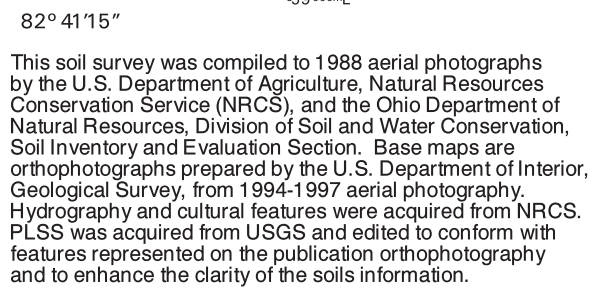 82° 41'15"
This soil survey was compiled to 1988 aerial photographs
by the U.S. Department of Agriculture, Natural Resources
Conservation Service (NRCS), and the Ohio Department of
Natural Resources, Division of Soil and Water Conservation,
Soil Inventory and Evaluation Section. Base maps are
orthophotographs prepared by the U.S. Department of Interior,
Geological Survey, from 1994-1997 aerial photography.
Hydrography and cultural features were acquired from NRCS.
PLSS was acquired from USGS and edited to conform with
features represented on the publication orthophotography
and to enhance the clarity of the soils information.